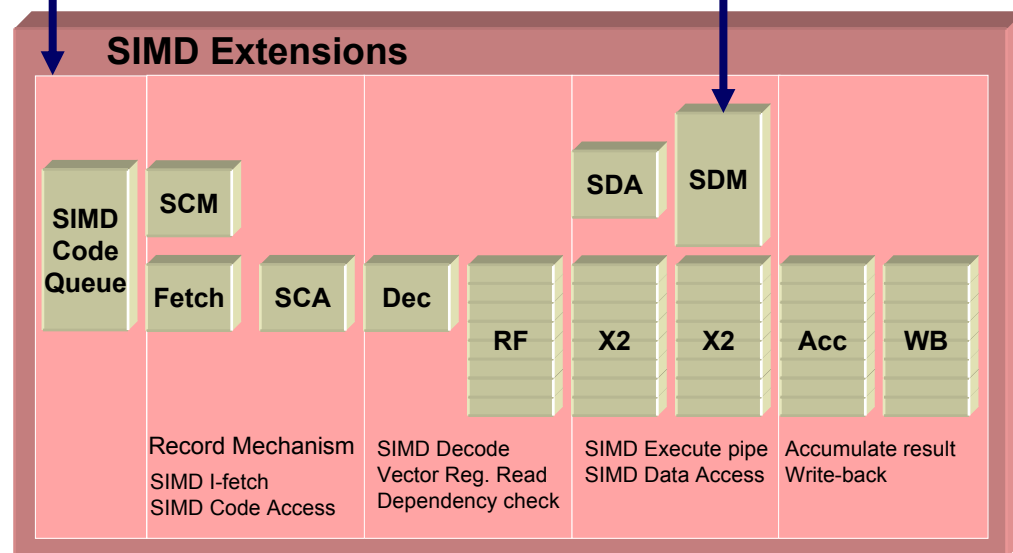 SIMD Extensions
SIMD
Code
Queue
SCM
Fetch
SCA
Dec
RF
SDA
SDM
X2
X2
Acc
WB
Record Mechanism
SIMD I-fetch
SIMD Code Access
SIMD Decode
Vector Reg. Read
Dependency check
SIMD Execute pipe
SIMD Data Access
Accumulate result
Write-back